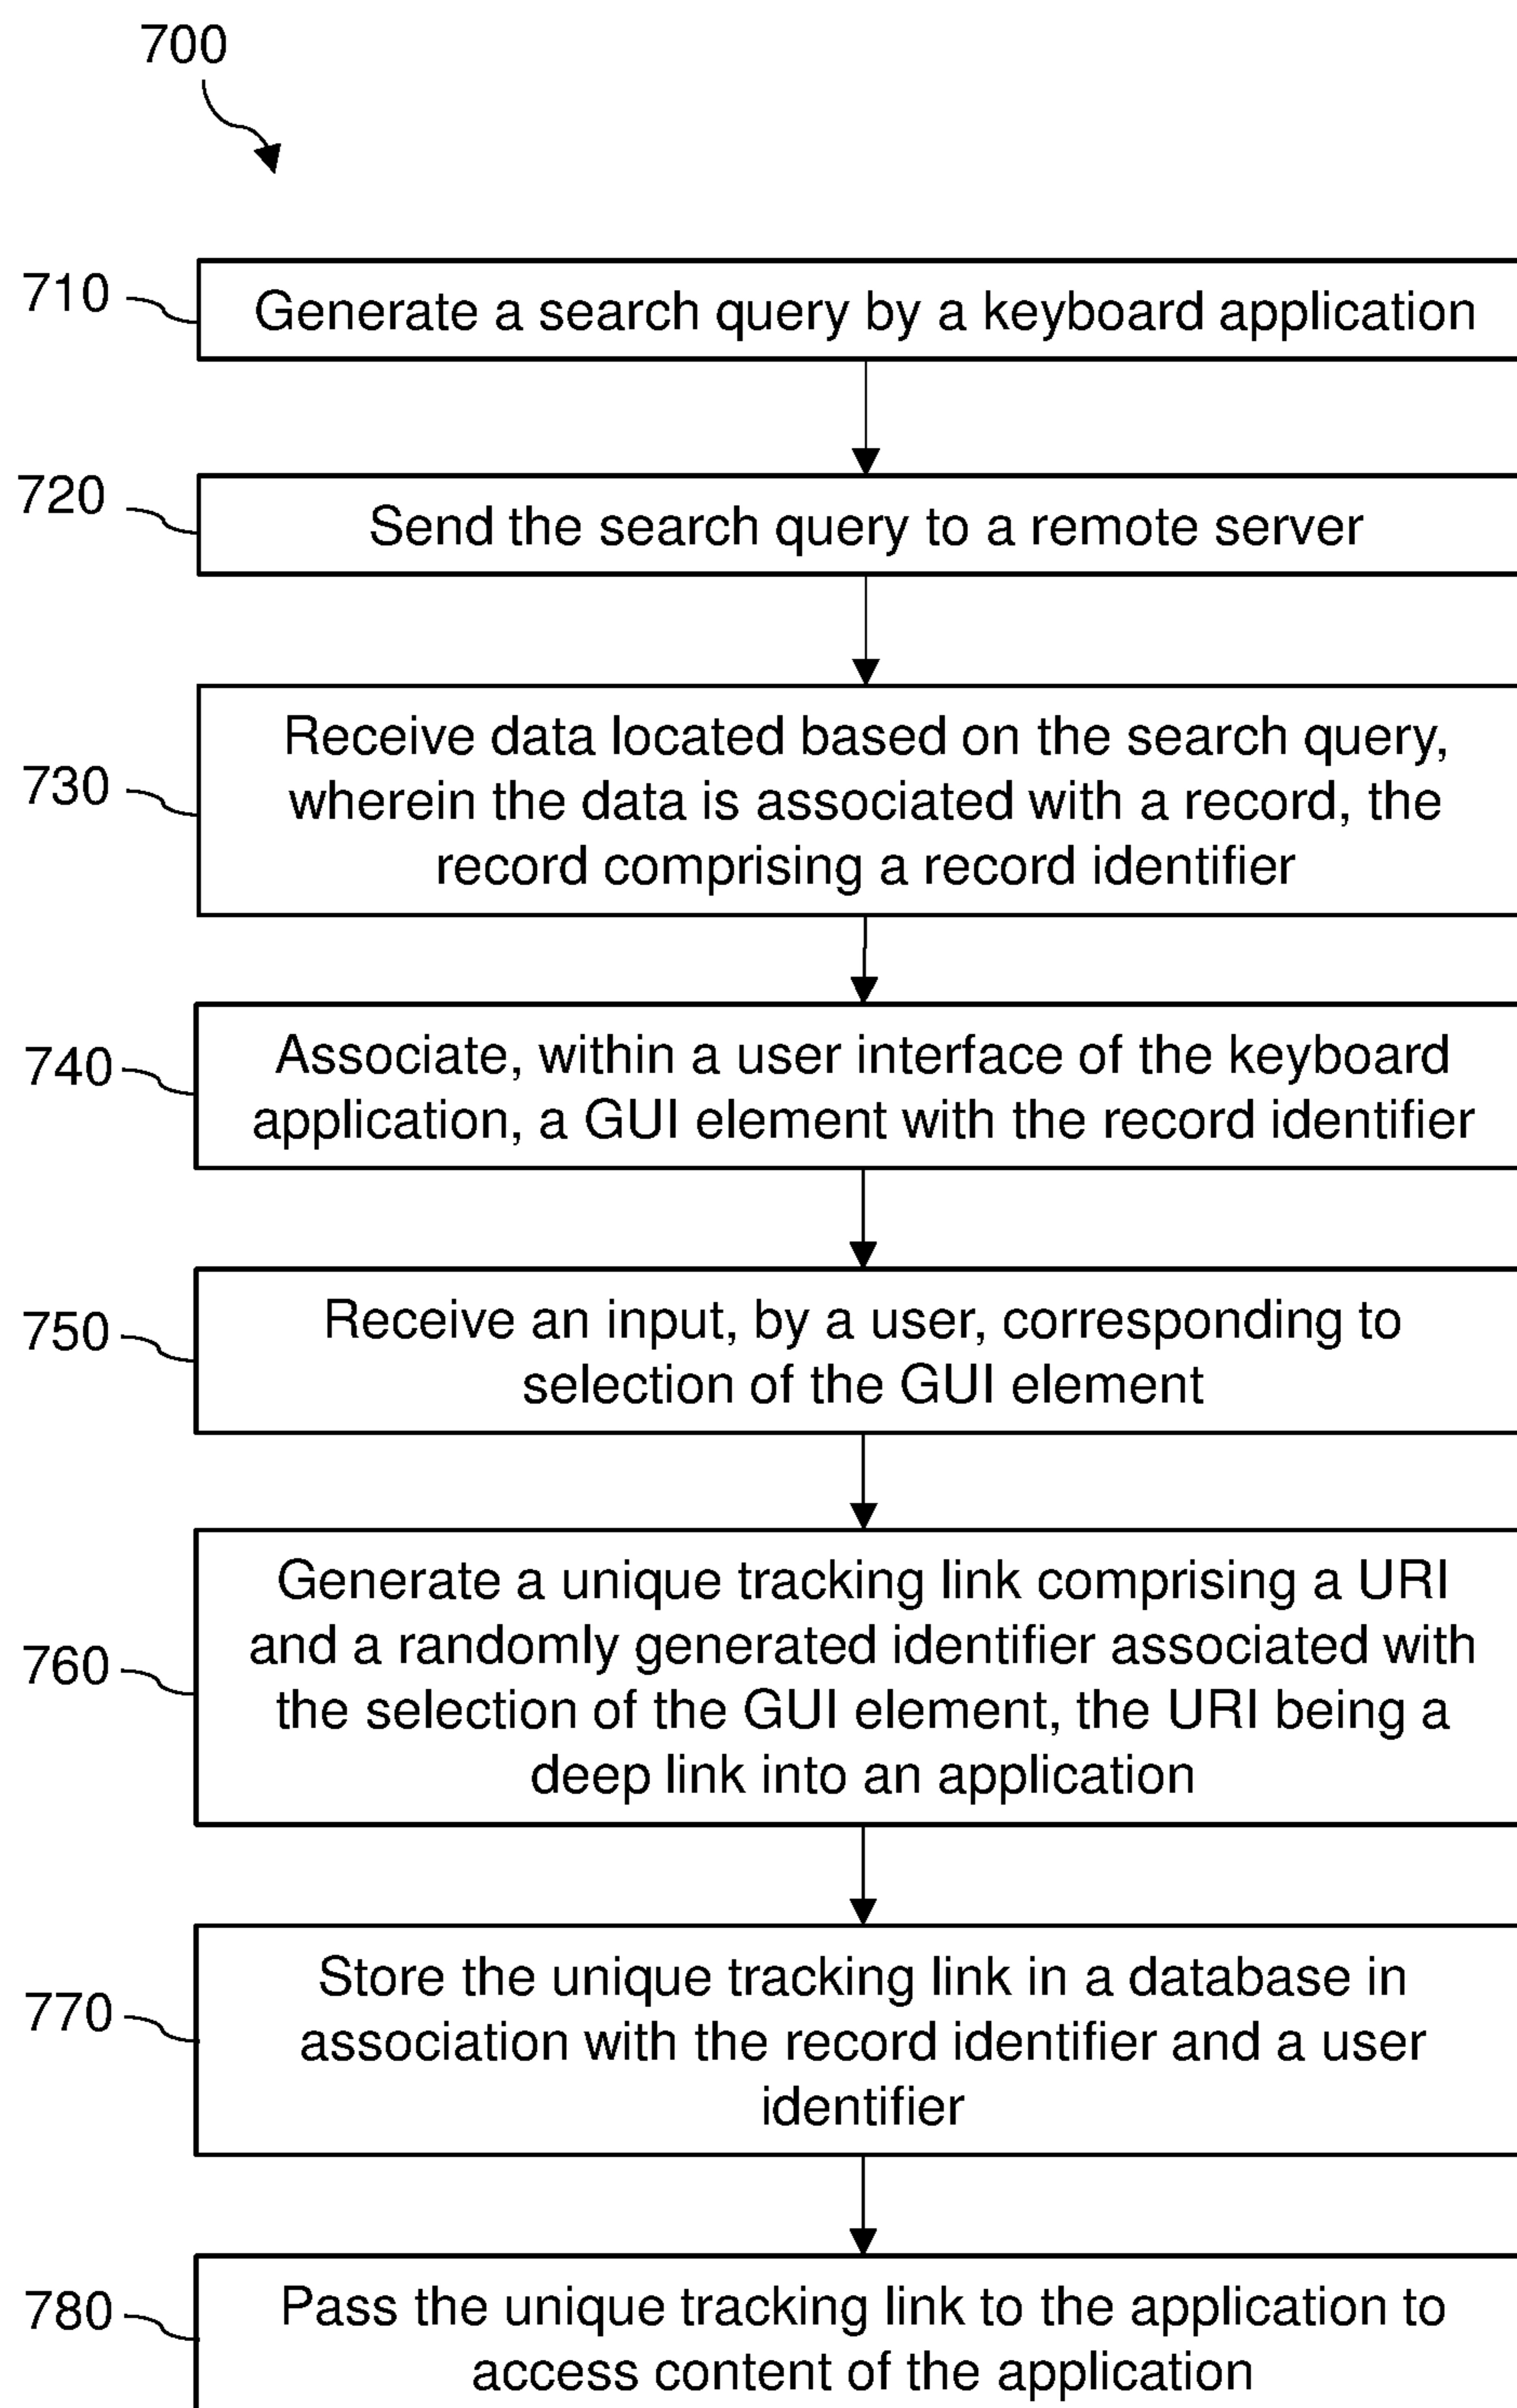 700
710
Generate a search query by a keyboard application
720
Send the search query to a remote server
730
Receive data located based on the search query,
wherein the data is associated with a record, the
record comprising a record identifier
740
Associate, within a user interface of the keyboard
application, a GUI element with the record identifier
750
Receive an input, by a user, corresponding to
selection of the GUI element
760
Generate a unique tracking link comprising a URI
and a randomly generated identifier associated with
the selection of the GUI element, the URI being a
deep link into an application
770
Store the unique tracking link in a database in
association with the record identifier and a user
identifier
780
Pass the unique tracking link to the application to
access content of the application